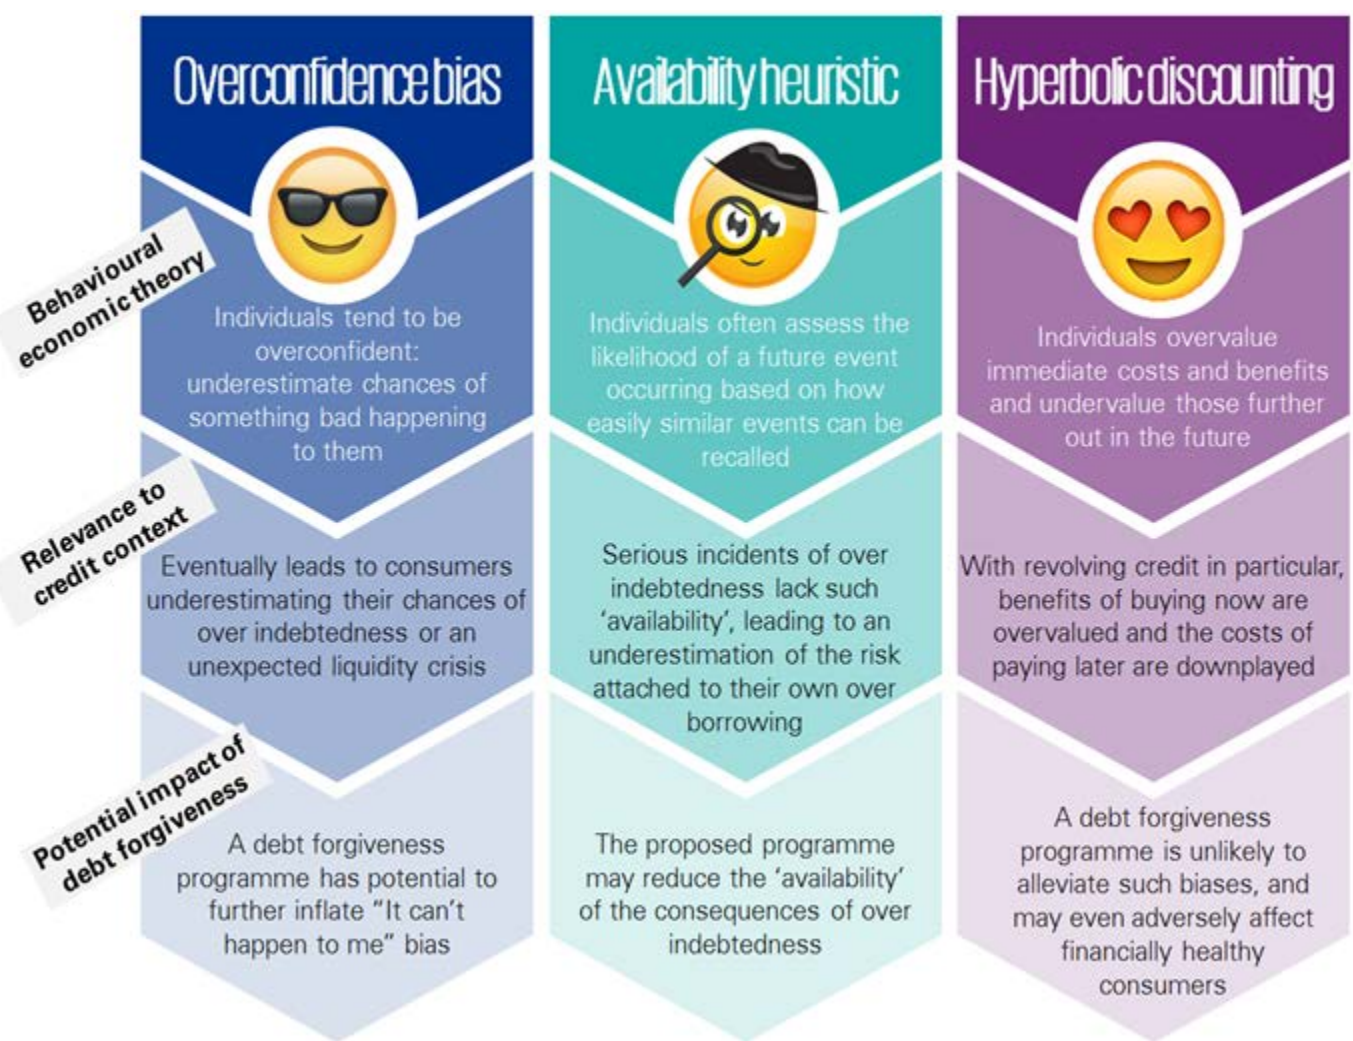 Overconfidence bias
Availability heuristic
Hyperbolic discounting
Behavioural
economic theory
Individuals tend to be
overconfident:
underestimate chances of
something bad happening
to them
Individuals often assess the
likelihood of a future event
occurring based on how
easily similar events can be
recalled
Individuals overvalue
immediate costs and benefits
and undervalue those further
out in the future
Relevance to
credit context
Eventually leads to consumers
underestimating their chances of
over indebtedness or an
unexpected liquidity crisis
Serious incidents of over
indebtedness lack such
‘availability’, leading to an
underestimation of the risk
attached to their own over
borrowing
With revolving credit in particular,
benefits of buying now are
overvalued and the costs of
paying later are downplayed
Potential impact of
debt forgiveness
A debt forgiveness
programme has potential to
further inflate “It can’t
happen to me” bias
The proposed programme
may reduce the ‘availability’
of the consequences of over
indebtedness
A debt forgiveness
programme is unlikely to
alleviate such biases, and
may even adversely affect
financially healthy
consumers